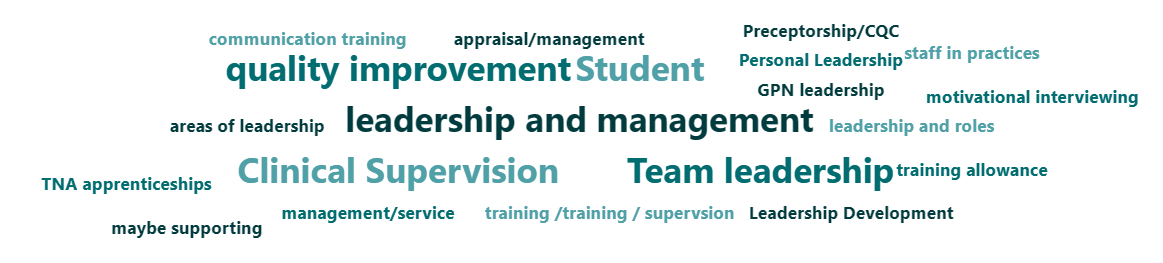 communication training
appraisal/management
Preceptorship/CQC
quality improvement
Student
Personal Leadership
staff in practices
GPN leadership
motivational interviewing
areas of leadership
leadership and management
leadership and roles
Clinical Supervision
Team leadership
training allowance
TNA apprenticeships
management/service
training /training / supervsion
Leadership Development
maybe supporting